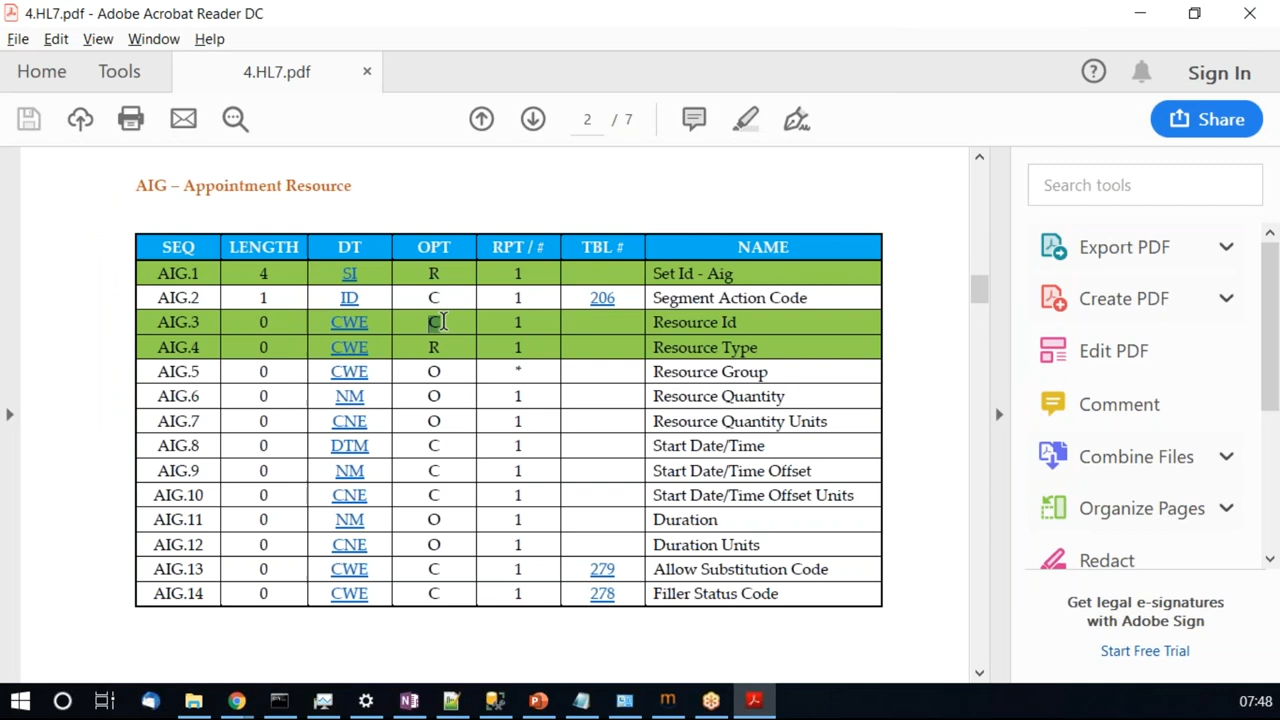 4.HL7.pdf - Adobe Acrobat Reader DC
File Edit View Window Help
Home Tools 4.HL7.pdf × Sign In
2 / 7 Share
AIG – Appointment Resource
SEQ LENGTH DT OPT RPT / # TBL # NAME
AIG.1 4 SI R 1 Set Id - Aig
AIG.2 1 ID C 1 206 Segment Action Code
AIG.3 0 CWE C 1 Resource Id
AIG.4 0 CWE R 1 Resource Type
AIG.5 0 CWE O * Resource Group
AIG.6 0 NM O 1 Resource Quantity
AIG.7 0 CNE O 1 Resource Quantity Units
AIG.8 0 DTM C 1 Start Date/Time
AIG.9 0 NM C 1 Start Date/Time Offset
AIG.10 0 CNE C 1 Start Date/Time Offset Units
AIG.11 0 NM O 1 Duration
AIG.12 0 CNE O 1 Duration Units
AIG.13 0 CWE C 1 279 Allow Substitution Code
AIG.14 0 CWE C 1 278 Filler Status Code
Search tools
Export PDF
Create PDF
Edit PDF
Comment
Combine Files
Organize Pages
Redact
Get legal e-signatures
with Adobe Sign
Start Free Trial
07:48